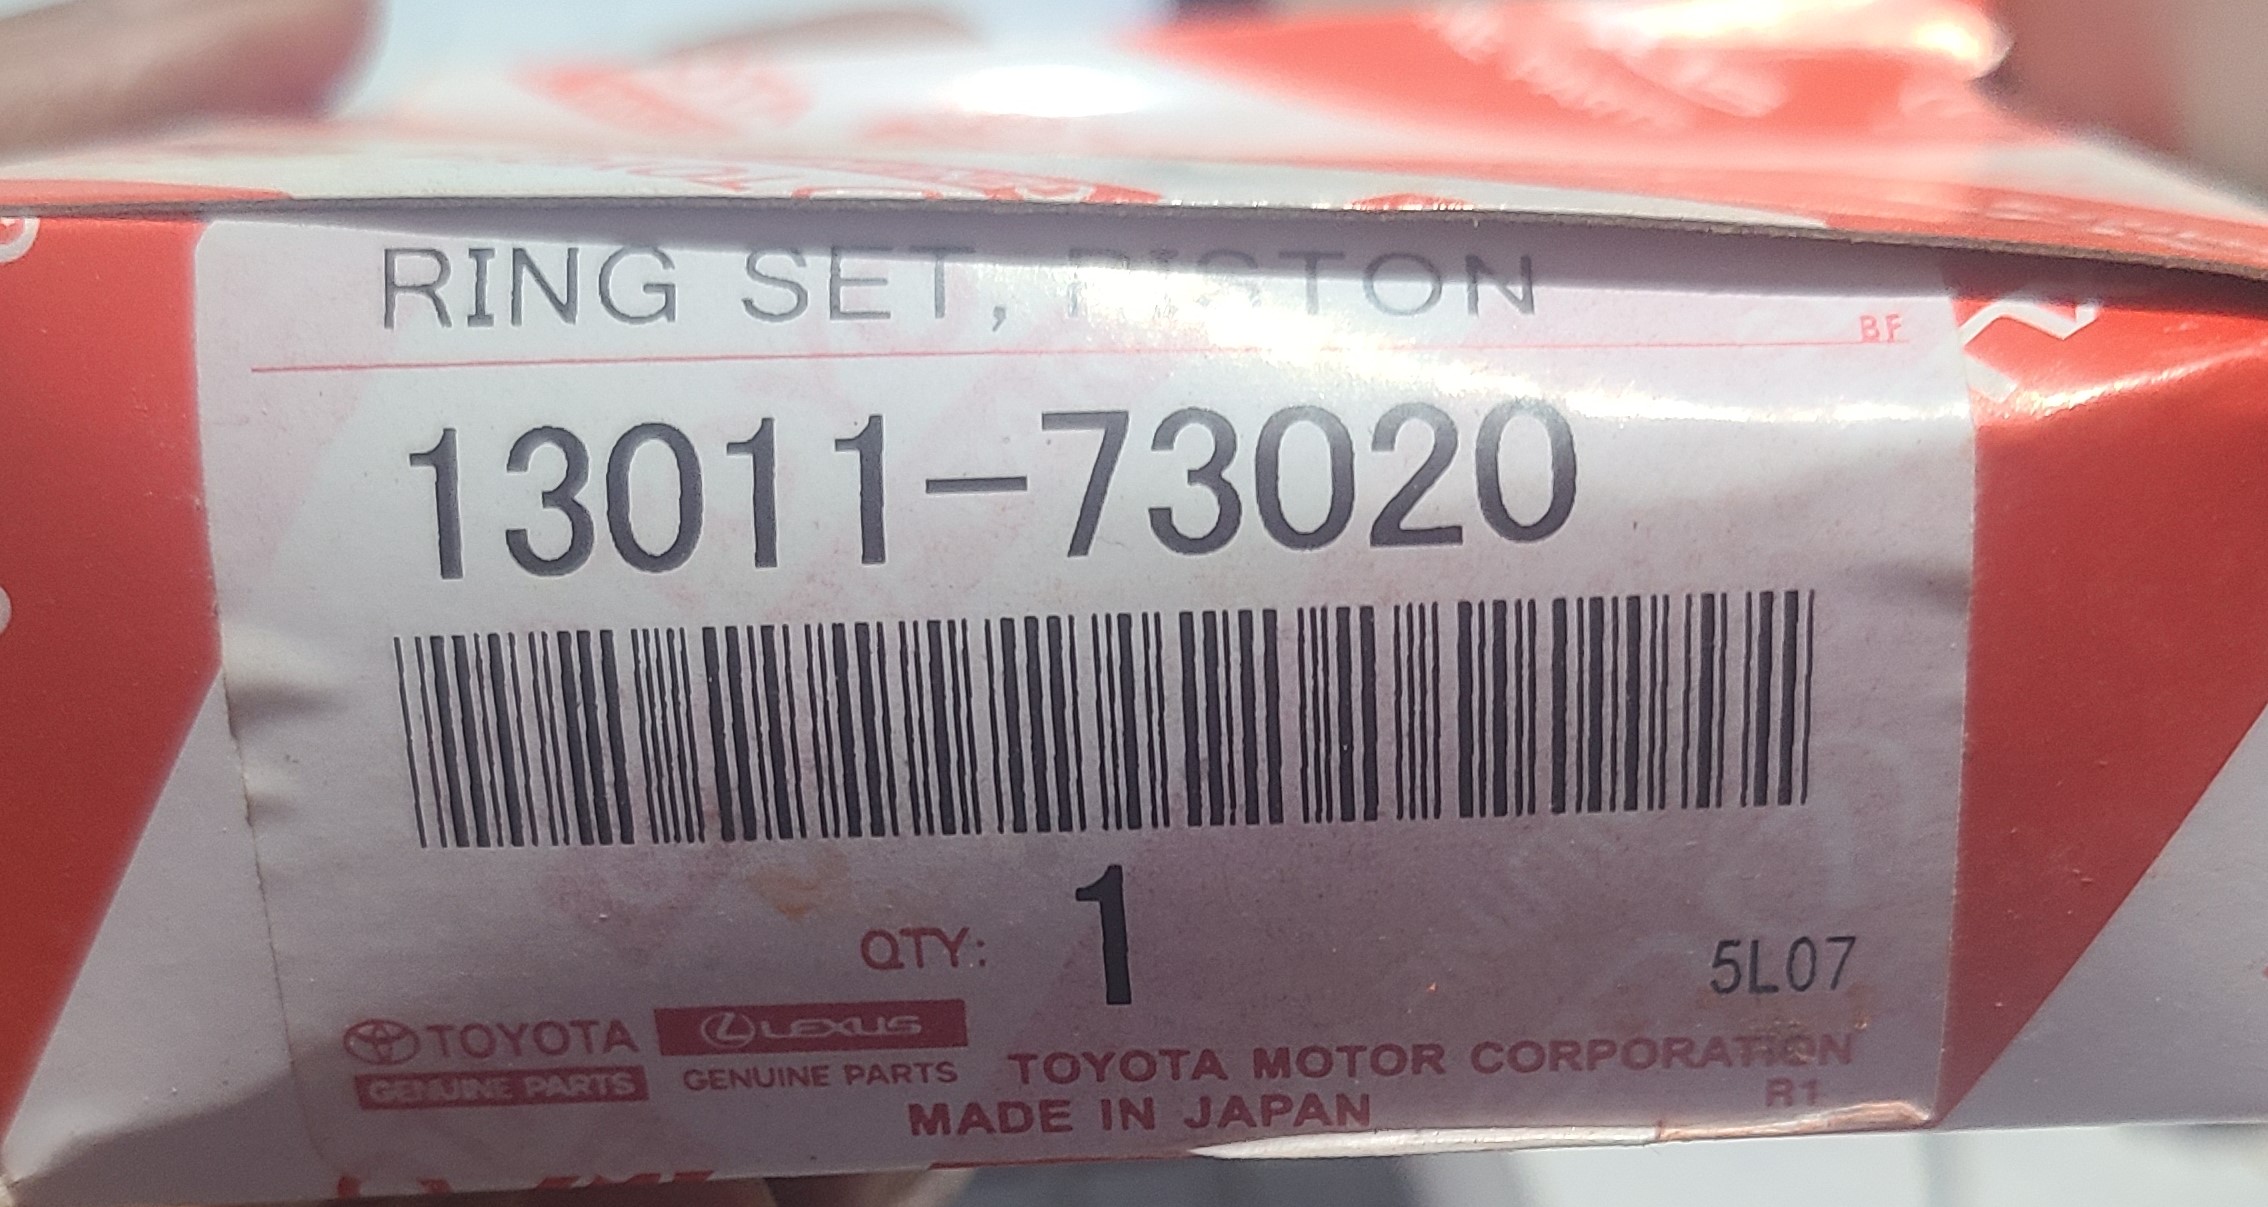 RING SET, PISTON
BF
13011-73020
QTY: 1
5L07
TOYOTA
GENUINE PARTS
LEXUS
GENUINE PARTS
TOYOTA MOTOR CORPORATION
R1
MADE IN JAPAN